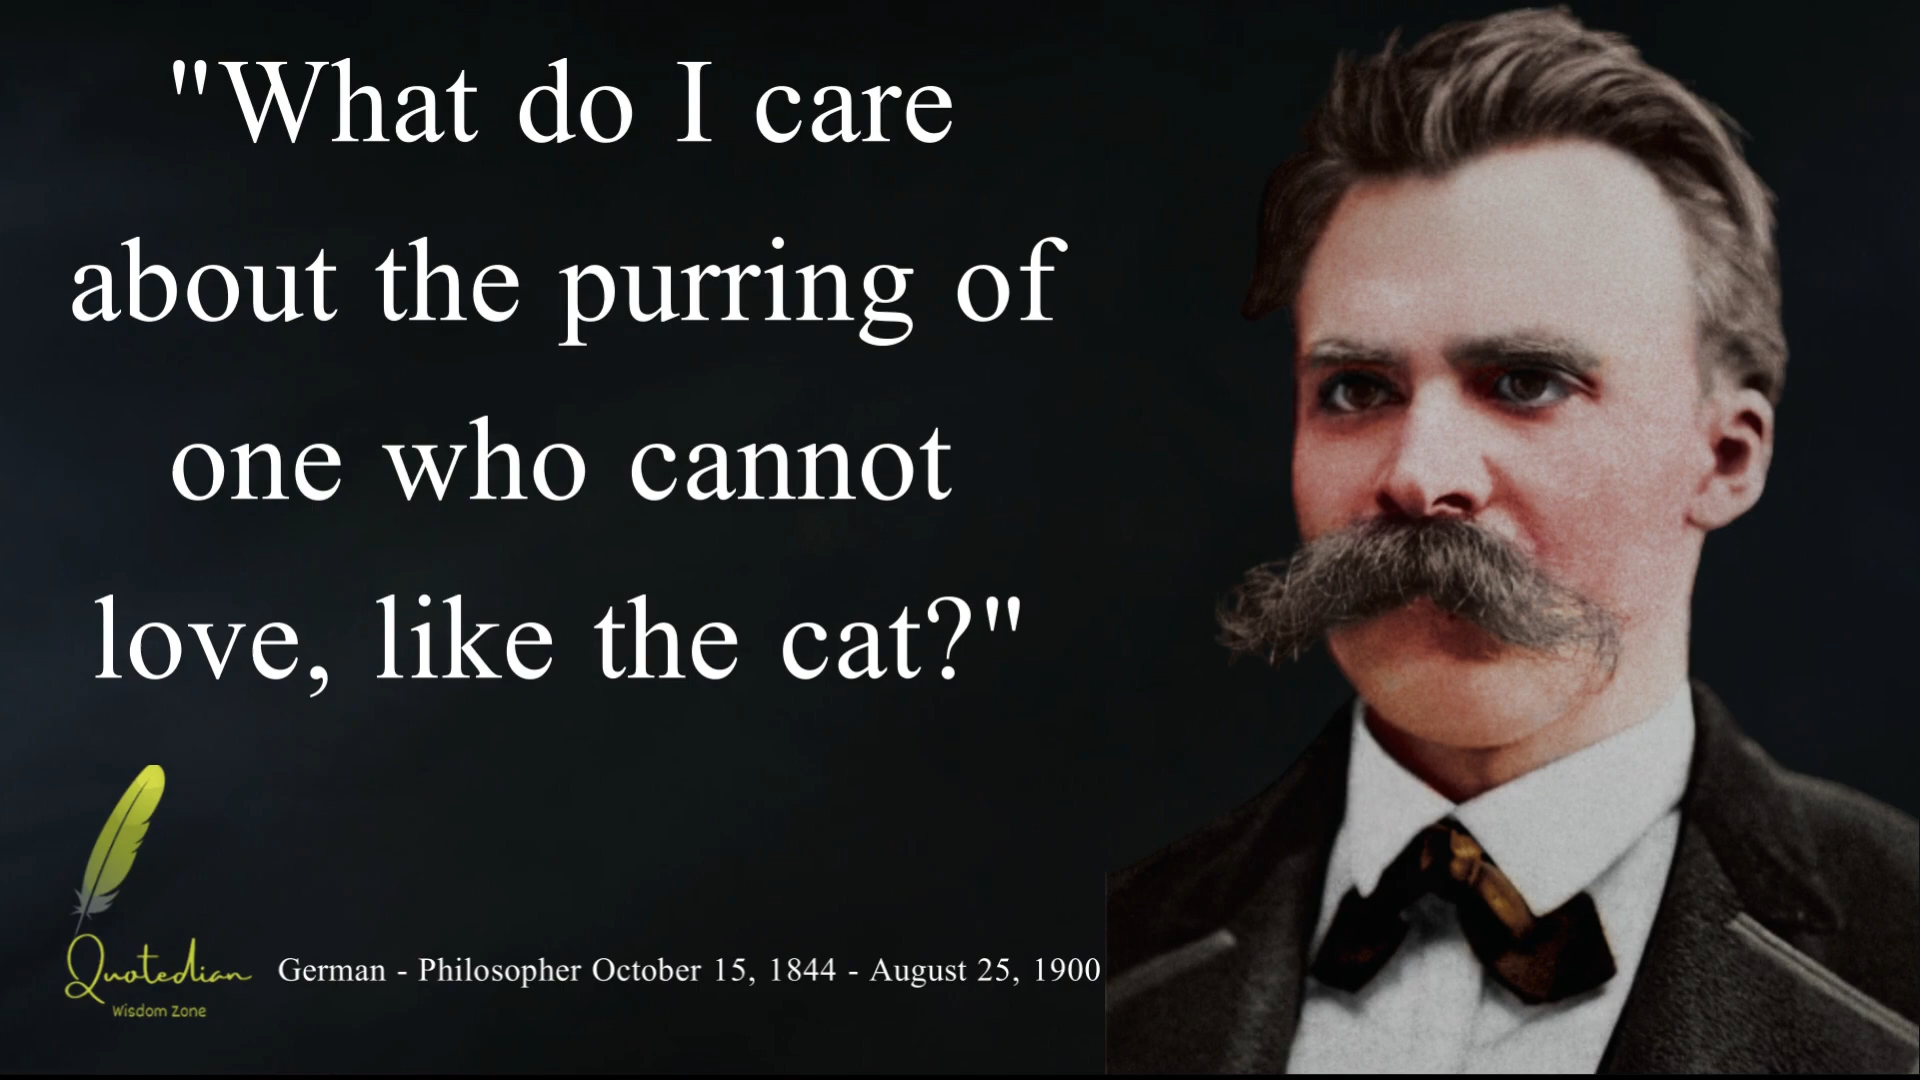 "What do I care
about the purring of
one who cannot
love, like the cat?"
Quotedian
Wisdom Zone
German - Philosopher October 15, 1844 - August 25, 1900